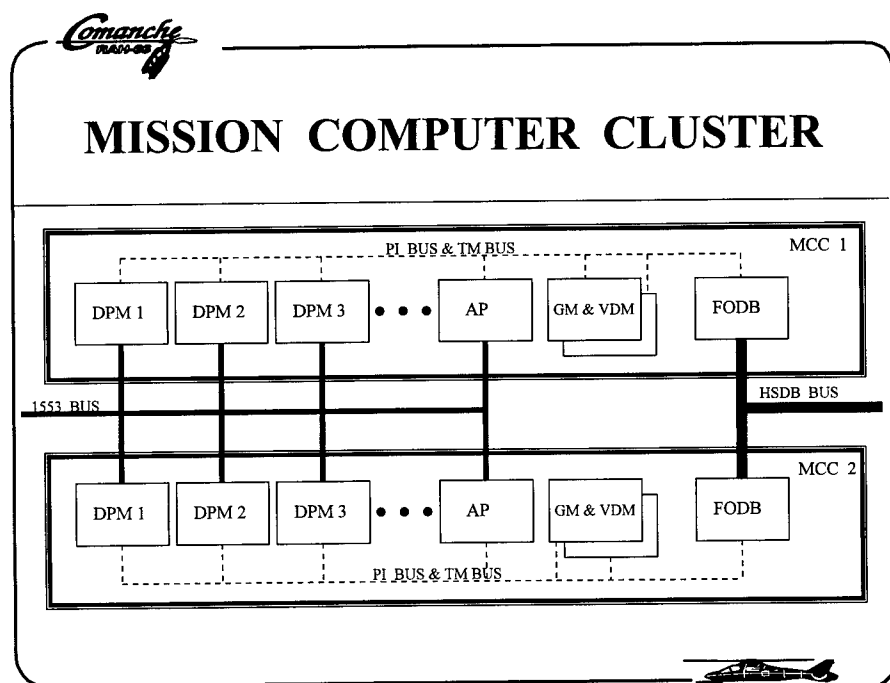 Comanche
RAH-66
MISSION COMPUTER CLUSTER
MCC 1
PI BUS & TM BUS
DPM 1
DPM 2
DPM 3
AP
GM & VDM
FODB
1553 BUS
HSDB BUS
MCC 2
DPM 1
DPM 2
DPM 3
AP
GM & VDM
FODB
PI BUS & TM BUS